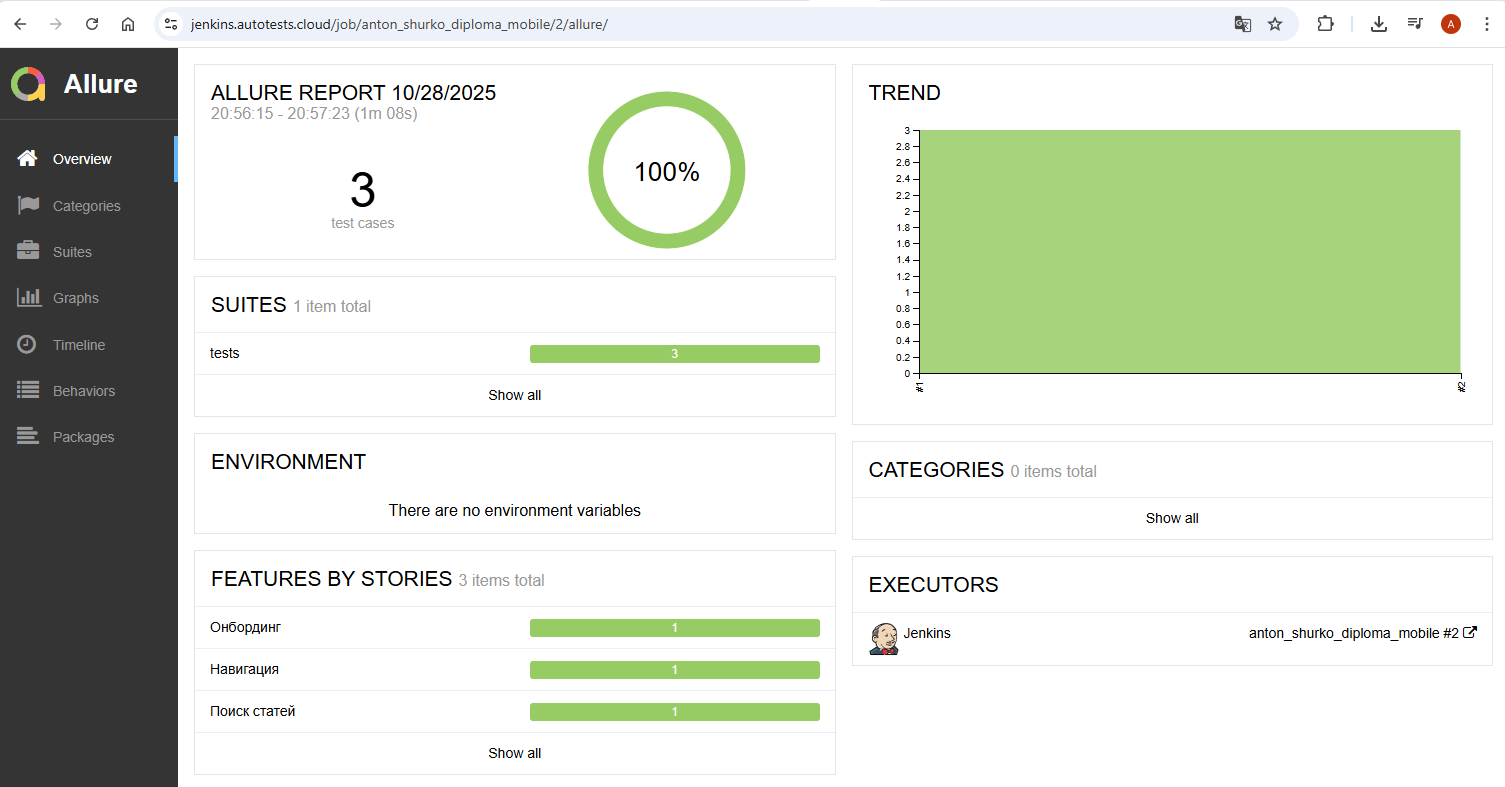 jenkins.autotests.cloud/job/anton_shurko_diploma_mobile/2/allure/
A
Allure
Overview
Categories
Suites
Graphs
Timeline
Behaviors
Packages
ALLURE REPORT 10/28/2025
20:56:15 - 20:57:23 (1m 08s)
3
test cases
100%
SUITES 1 item total
tests 3
Show all
ENVIRONMENT
There are no environment variables
FEATURES BY STORIES 3 items total
Онбординг 1
Навигация 1
Поиск статей 1
Show all
TREND
3
2.8
2.6
2.4
2.2
2
1.8
1.6
1.4
1.2
1
0.8
0.6
0.4
0.2
0
#1
#2
CATEGORIES 0 items total
Show all
EXECUTORS
Jenkins anton_shurko_diploma_mobile #2